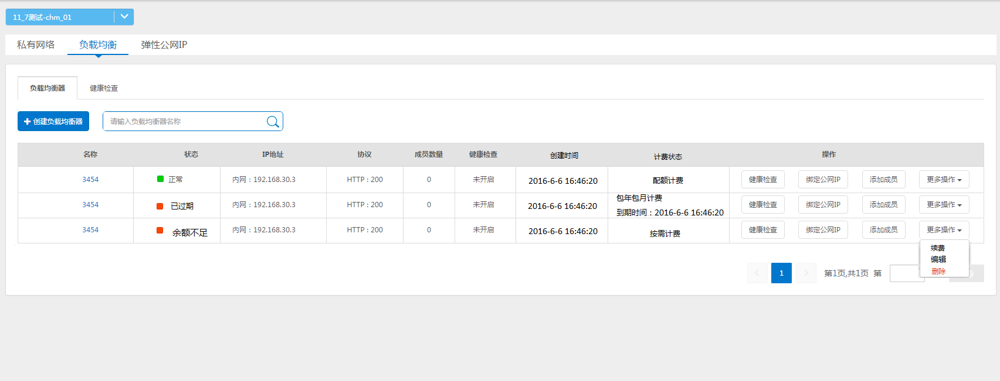 11_7测试-chm_01
私有网络 负载均衡 弹性公网IP
负载均衡器 健康检查
创建负载均衡器 请输入负载均衡器名称
名称 状态 IP地址 协议 成员数量 健康检查 创建时间 计费状态 操作
3454 正常 内网：192.168.30.3 HTTP : 200 0 未开启 2016-6-6 16:46:20 配额计费 健康检查 绑定公网IP 添加成员 更多操作
3454 已过期 内网：192.168.30.3 HTTP : 200 0 未开启 2016-6-6 16:46:20 包年包月计费 健康检查 绑定公网IP 添加成员 更多操作
到期时间：2016-6-6 16:46:20
3454 余额不足 内网：192.168.30.3 HTTP : 200 0 未开启 2016-6-6 16:46:20 按需计费 健康检查 绑定公网IP 添加成员 更多操作
续费
编辑
删除
< 1 > 第1页,共1页 第